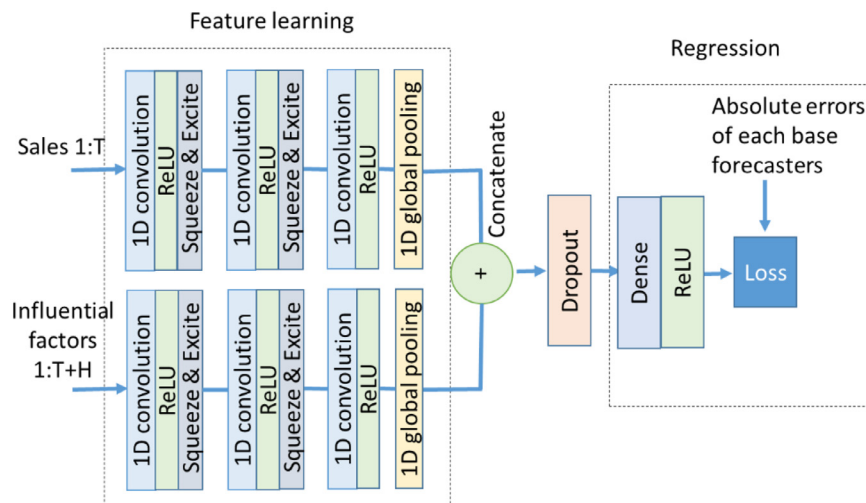 Feature learning
Regression
Sales 1:T
1D convolution
ReLU
Squeeze & Excite
1D convolution
ReLU
Squeeze & Excite
1D convolution
ReLU
1D global pooling
Concatenate
+
Influential
factors
1:T+H
1D convolution
ReLU
Squeeze & Excite
1D convolution
ReLU
Squeeze & Excite
1D convolution
ReLU
1D global pooling
Dropout
Absolute errors
of each base
forecasters
Dense
ReLU
Loss